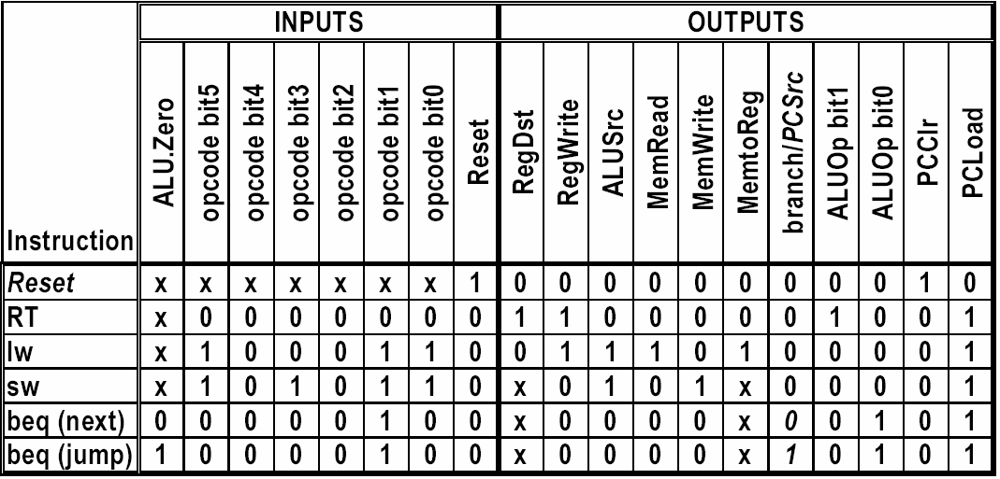 INPUTS OUTPUTS
Instruction ALU.Zero opcode bit5 opcode bit4 opcode bit3 opcode bit2 opcode bit1 opcode bit0 Reset RegDst RegWrite ALUSrc MemRead MemWrite MemtoReg branch/PCSrc ALUOp bit1 ALUOp bit0 PCClr PCLoad
Reset x x x x x x x 1 0 0 0 0 0 0 0 0 0 1 0
RT x 0 0 0 0 0 0 0 1 1 0 0 0 0 0 1 0 0 1
lw x 1 0 0 0 1 1 0 0 1 1 1 0 1 0 0 0 0 1
sw x 1 0 1 0 1 1 0 x 0 1 0 1 x 0 0 0 0 1
beq (next) 0 0 0 0 0 1 0 0 x 0 0 0 0 x 0 0 1 0 1
beq (jump) 1 0 0 0 0 1 0 0 x 0 0 0 0 x 1 0 1 0 1